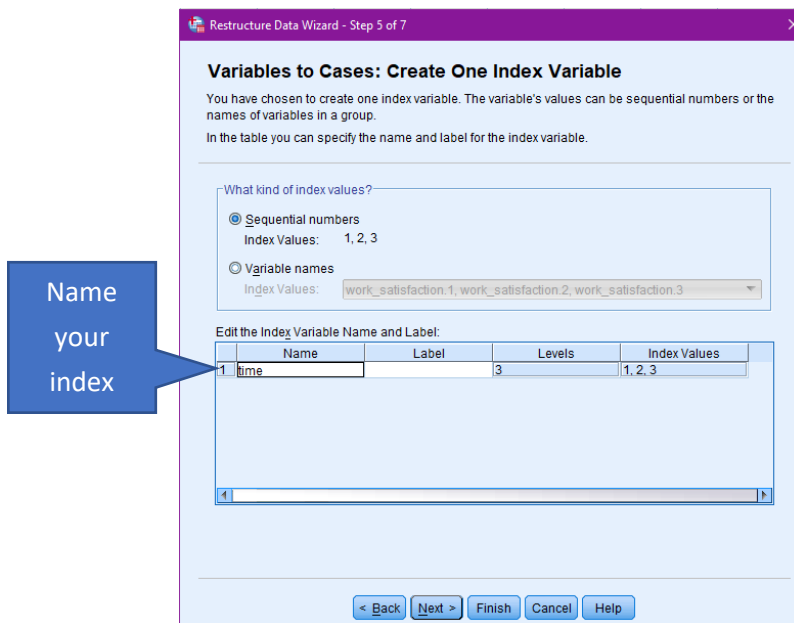 Restructure Data Wizard - Step 5 of 7
Variables to Cases: Create One Index Variable
You have chosen to create one index variable. The variable's values can be sequential numbers or the
names of variables in a group.
In the table you can specify the name and label for the index variable.
What kind of index values?
Sequential numbers
Index Values: 1, 2, 3
Variable names
Index Values: work_satisfaction.1, work_satisfaction.2, work_satisfaction.3
Name
your
index
Edit the Index Variable Name and Label:
Name Label Levels Index Values
1 time 3 1, 2, 3
< Back Next > Finish Cancel Help